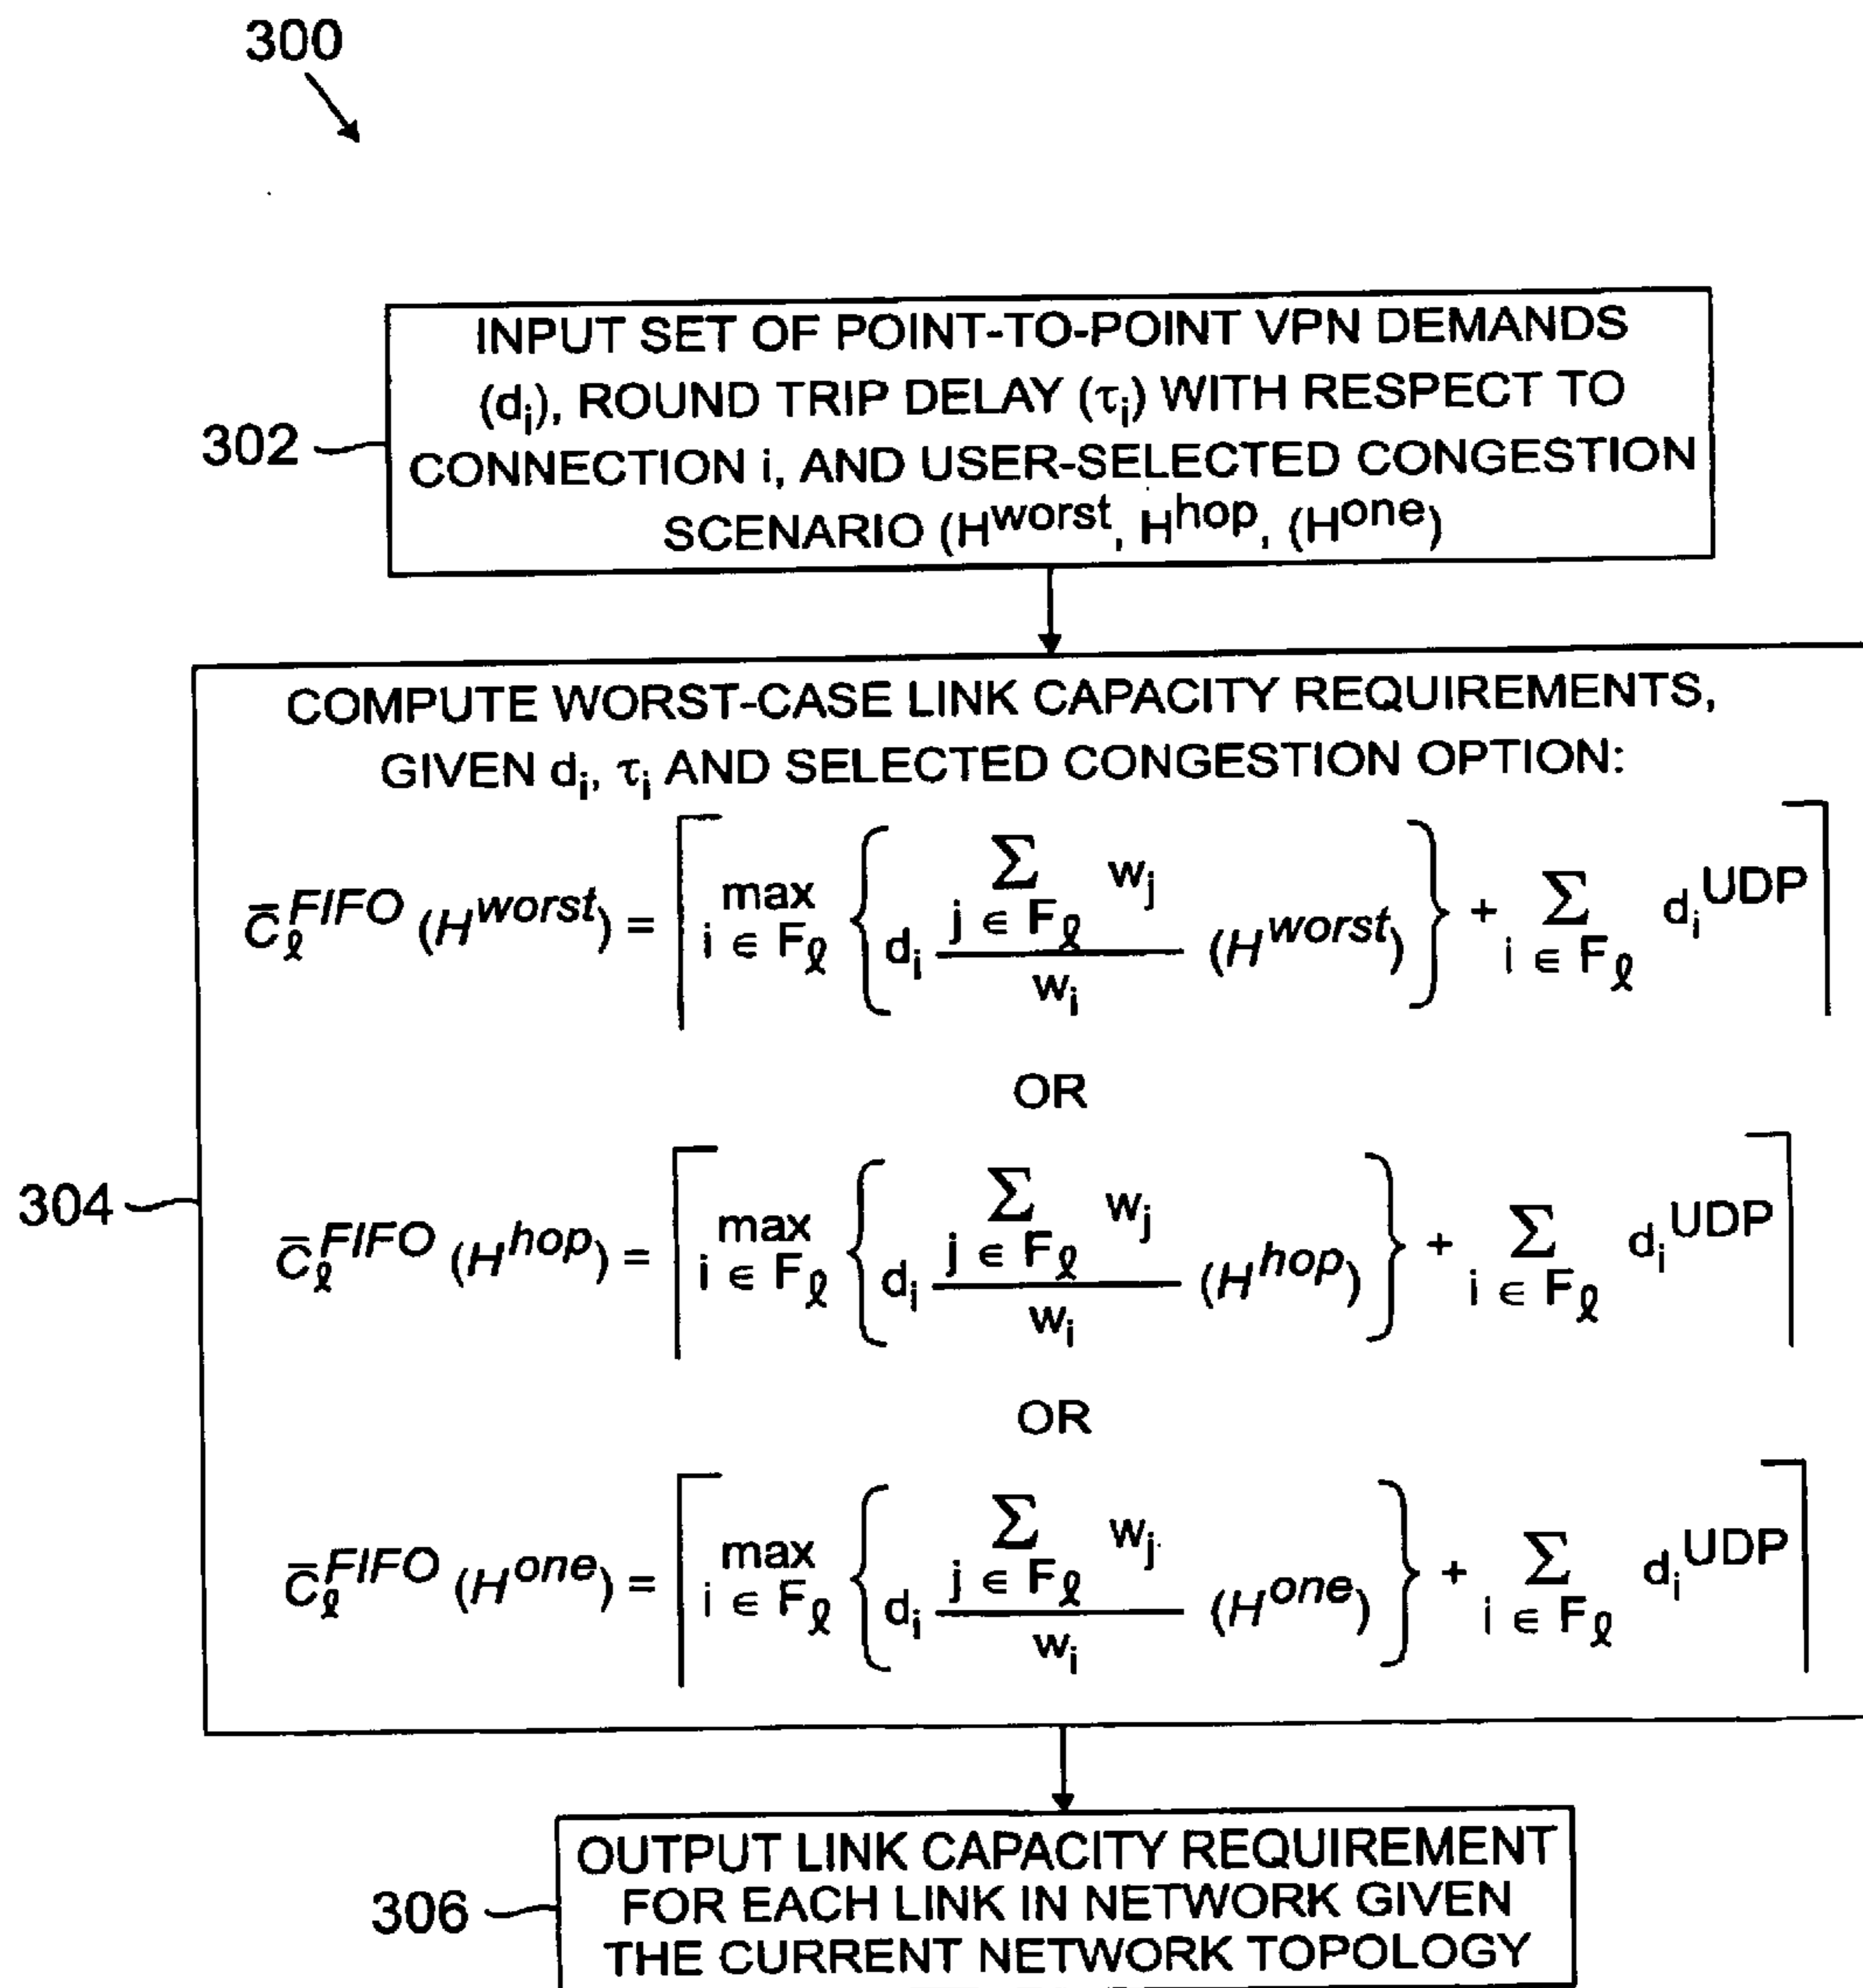 300
302
INPUT SET OF POINT-TO-POINT VPN DEMANDS
(dᵢ), ROUND TRIP DELAY (τᵢ) WITH RESPECT TO
CONNECTION i, AND USER-SELECTED CONGESTION
SCENARIO (H^worst, H^hop, (H^one)
304
COMPUTE WORST-CASE LINK CAPACITY REQUIREMENTS,
GIVEN dᵢ, τᵢ AND SELECTED CONGESTION OPTION:
C̄_ℓ^FIFO (H^worst) = ⌈ max_{i ∈ F_ℓ} { d_i (Σ_{j ∈ F_ℓ} w_j / w_i) (H^worst) } + Σ_{i ∈ F_ℓ} d_i^UDP ⌉
OR
C̄_ℓ^FIFO (H^hop) = ⌈ max_{i ∈ F_ℓ} { d_i (Σ_{j ∈ F_ℓ} w_j / w_i) (H^hop) } + Σ_{i ∈ F_ℓ} d_i^UDP ⌉
OR
C̄_ℓ^FIFO (H^one) = ⌈ max_{i ∈ F_ℓ} { d_i (Σ_{j ∈ F_ℓ} w_j / w_i) (H^one) } + Σ_{i ∈ F_ℓ} d_i^UDP ⌉
306
OUTPUT LINK CAPACITY REQUIREMENT
FOR EACH LINK IN NETWORK GIVEN
THE CURRENT NETWORK TOPOLOGY